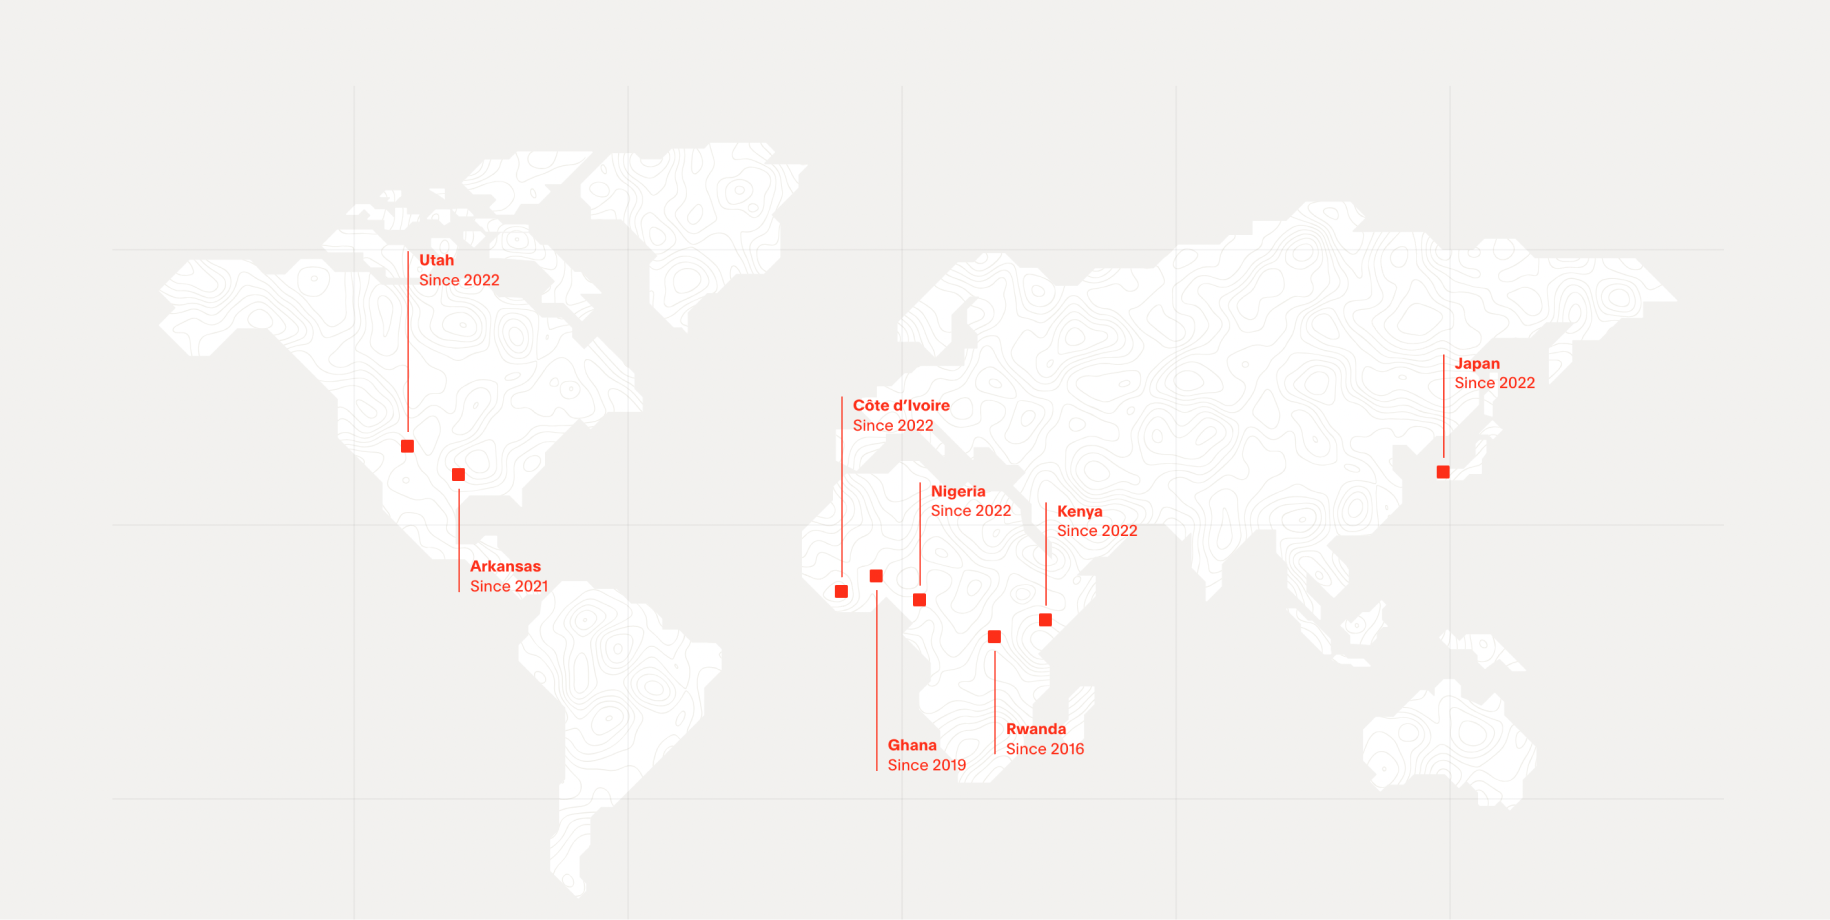 Utah
Since 2022
Japan
Since 2022
Côte d’Ivoire
Since 2022
Nigeria
Since 2022
Kenya
Since 2022
Arkansas
Since 2021
Rwanda
Since 2016
Ghana
Since 2019